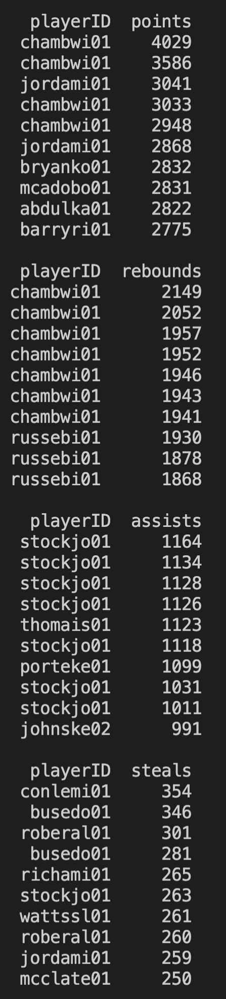 playerID points
chambwi01 4029
chambwi01 3586
jordami01 3041
chambwi01 3033
chambwi01 2948
jordami01 2868
bryanko01 2832
mcadobo01 2831
abdulka01 2822
barryri01 2775
playerID rebounds
chambwi01 2149
chambwi01 2052
chambwi01 1957
chambwi01 1952
chambwi01 1946
chambwi01 1943
chambwi01 1941
russebi01 1930
russebi01 1878
russebi01 1868
playerID assists
stockjo01 1164
stockjo01 1134
stockjo01 1128
stockjo01 1126
thomais01 1123
stockjo01 1118
porteke01 1099
stockjo01 1031
stockjo01 1011
johnske02 991
playerID steals
conlemi01 354
busedo01 346
roberal01 301
busedo01 281
richami01 265
stockjo01 263
wattssl01 261
roberal01 260
jordami01 259
mcclate01 250